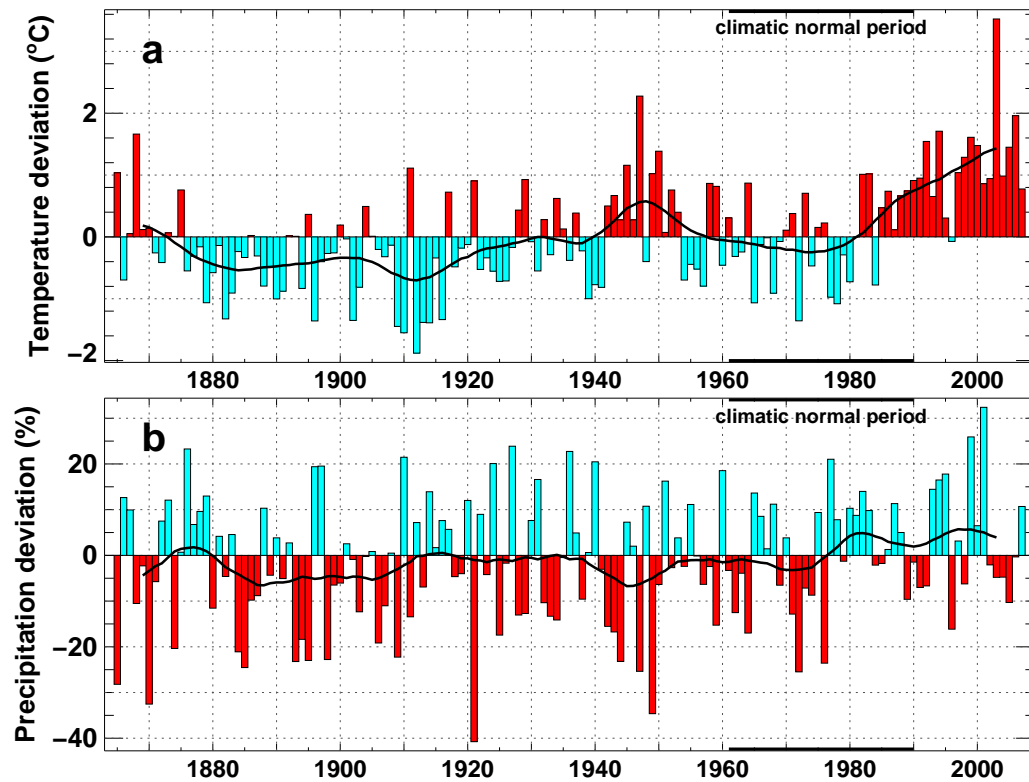 climatic normal period
a
Temperature deviation (°C)
2
0
−2
1880 1900 1920 1940 1960 1980 2000
climatic normal period
b
Precipitation deviation (%)
20
0
−20
−40
1880 1900 1920 1940 1960 1980 2000